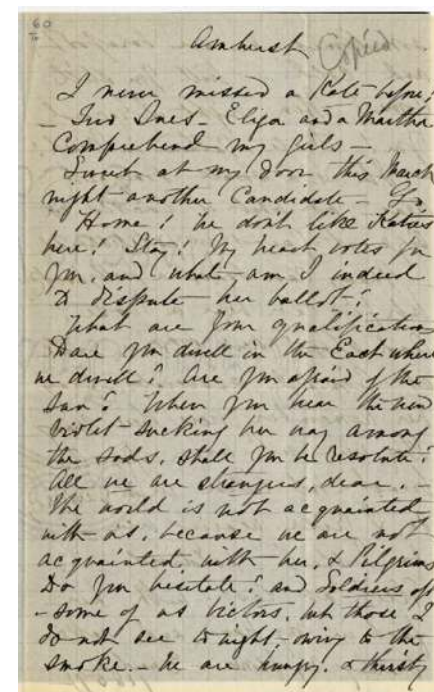 60
Amherst Copied
I never missed a Kate before,
- Two Sues - Eliza and a Martha
Comprehend my girls -
Sweet at my door this March
night another Candidate - Go
Home! We don't like Katies
here! Stay! My heart votes for
you, and what am I indeed
to dispute her ballot!
What are your qualifications
Dare you dwell in the East where
we dwell? Are you afraid of the
sun? When you hear the new
violet sucking her way among
the sods, shall you be resolute?
All we are strangers, dear. -
The world is not acquainted
with us, because we are not
acquainted with her, & Pilgrims
Do you hesitate? and Soldiers oft
- some of us victors, but those I
do not see tonight, owing to the
smoke. - We are hungry, & thirsty